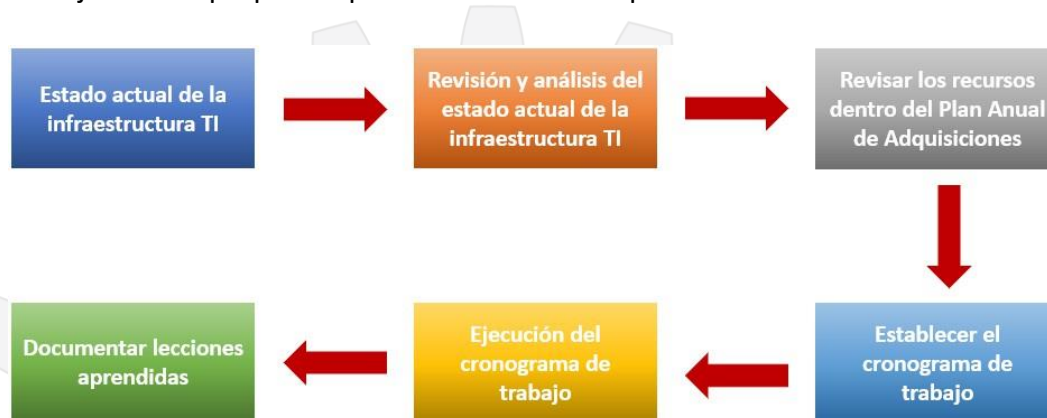 Estado actual de la
infraestructura TI
Revisión y análisis del
estado actual de la
infraestructura TI
Revisar los recursos
dentro del Plan Anual
de Adquisiciones
Establecer el
cronograma de
trabajo
Ejecución del
cronograma de
trabajo
Documentar lecciones
aprendidas